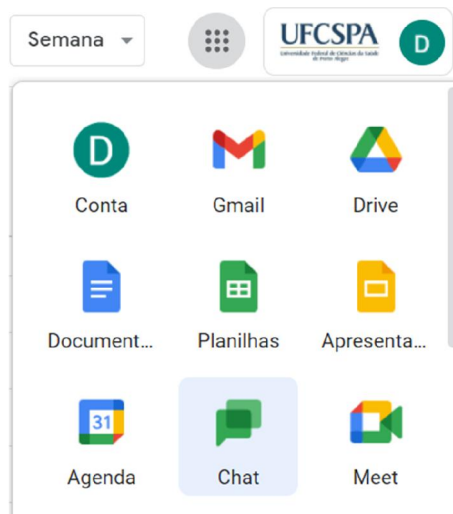 Semana
UFCSPA
Universidade Federal de Ciências da Saúde
de Porto Alegre
D
D
Conta
Gmail
Drive
Document...
Planilhas
Apresenta...
31
Agenda
Chat
Meet